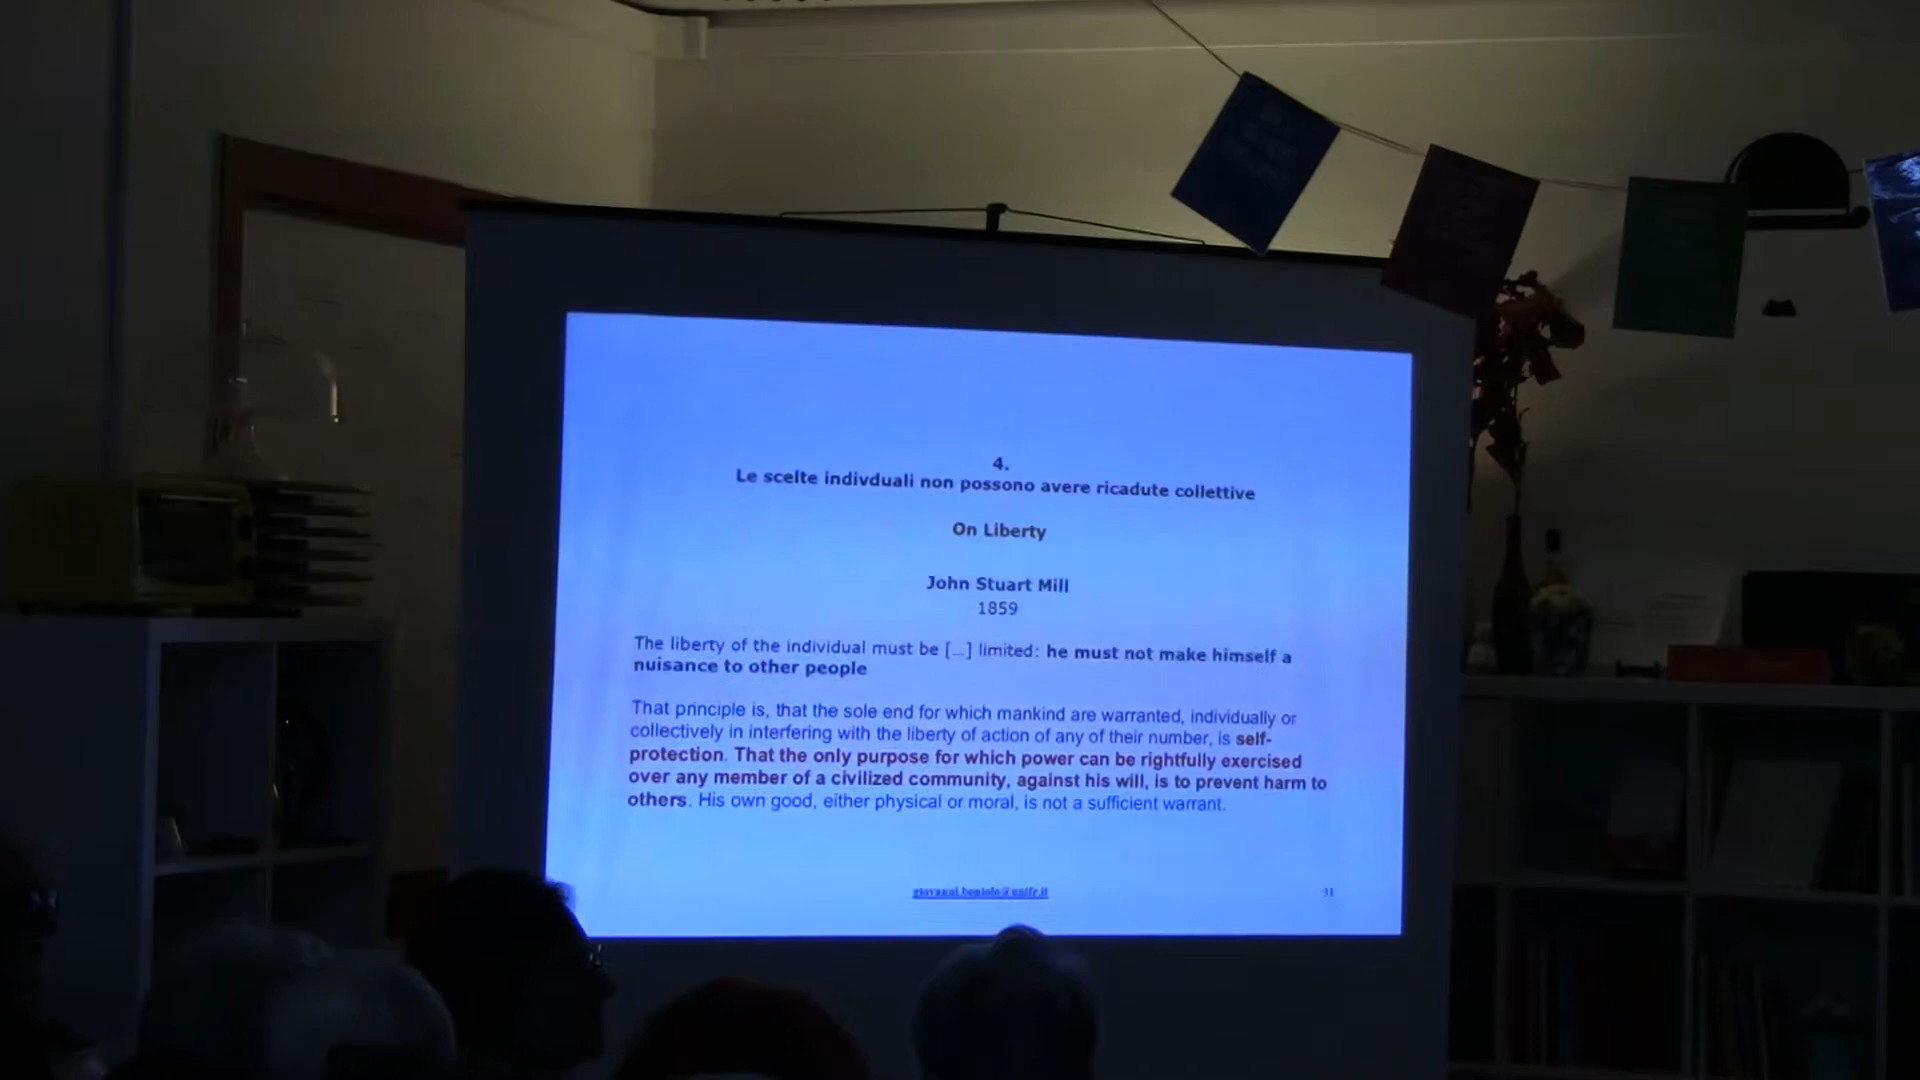 4.
Le scelte indivduali non possono avere ricadute collettive
On Liberty
John Stuart Mill
1859
The liberty of the individual must be [...] limited: he must not make himself a
nuisance to other people
That principle is, that the sole end for which mankind are warranted, individually or
collectively in interfering with the liberty of action of any of their number, is self-
protection. That the only purpose for which power can be rightfully exercised
over any member of a civilized community, against his will, is to prevent harm to
others. His own good, either physical or moral, is not a sufficient warrant.
31